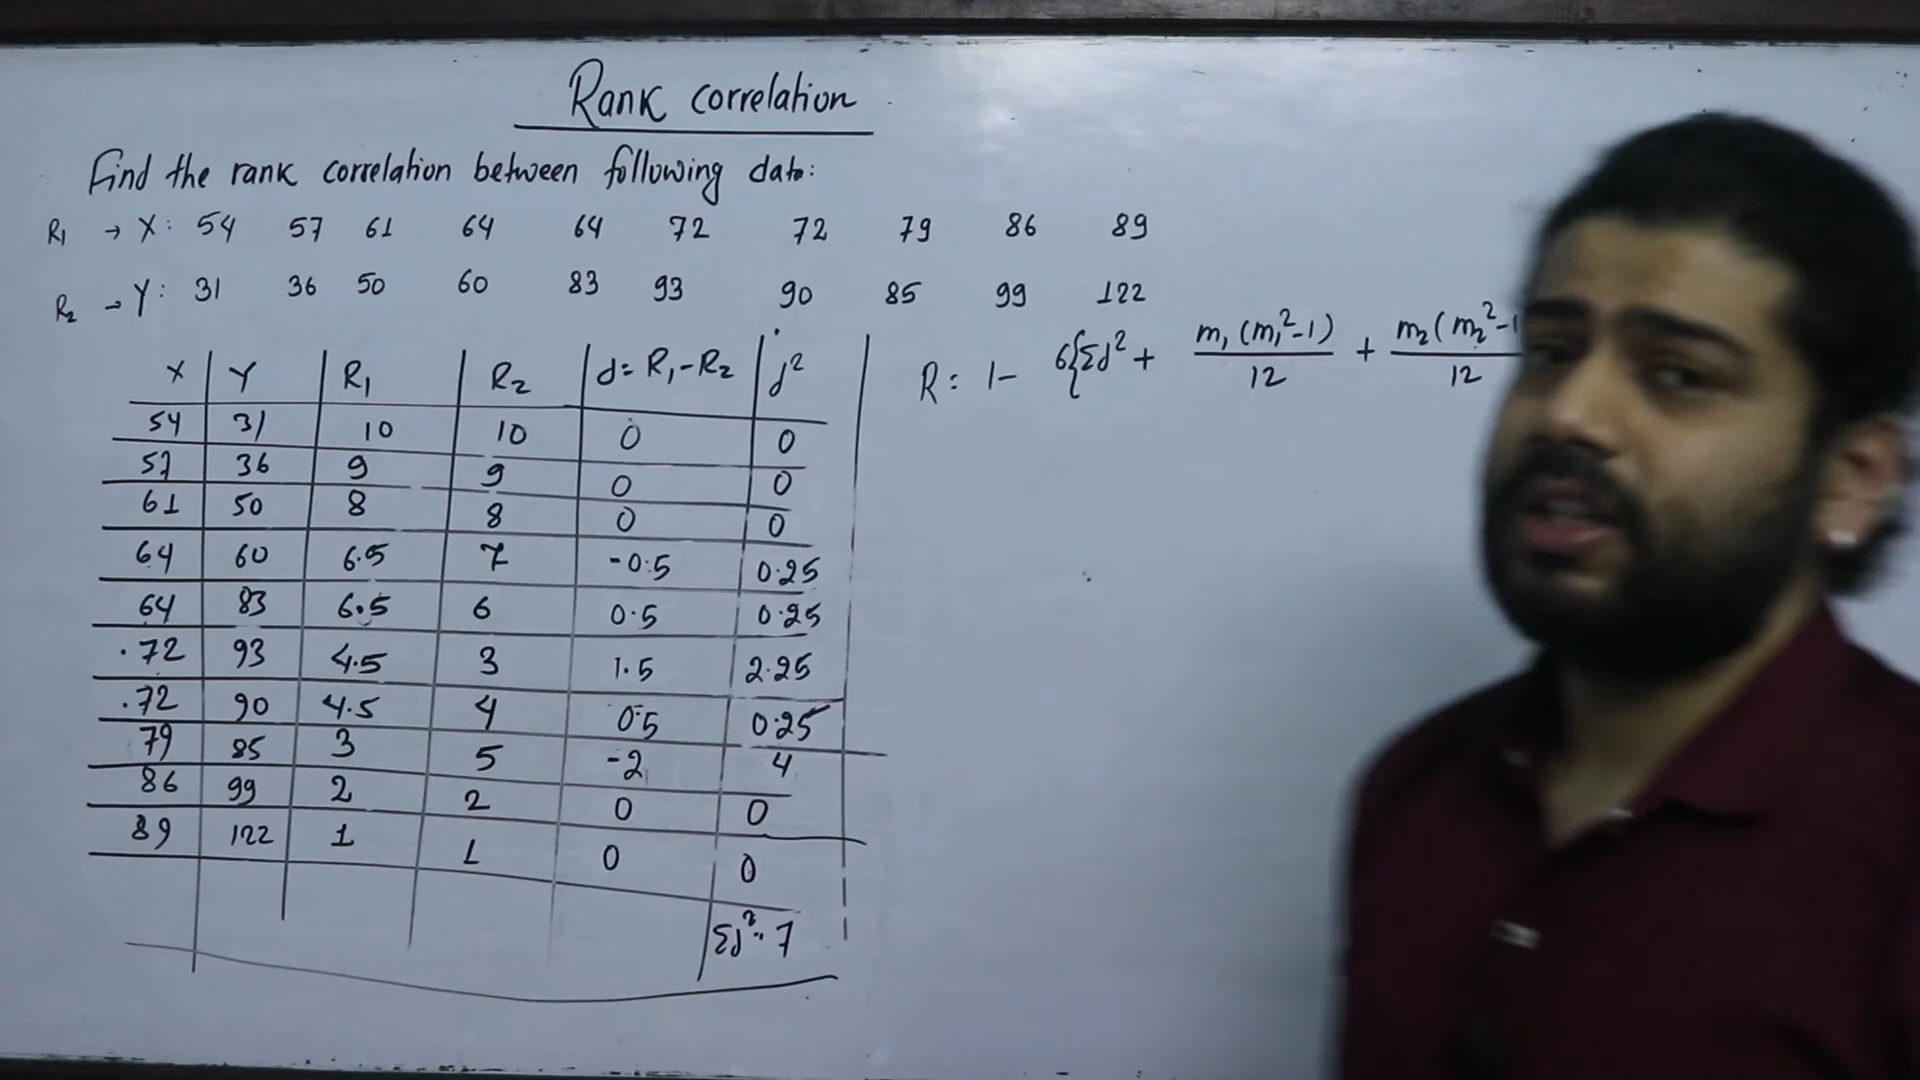 Rank correlation
Find the rank correlation between following data:
R₁ → X: 54 57 61 64 64 72 72 79 86 89
R₂ → Y: 31 36 50 60 83 93 90 85 99 122
R = 1 - 6{Σd² + m₁(m₁²-1)/12 + m₂(m₂²-1/12
X Y R₁ R₂ d = R₁-R₂ d²
54 31 10 10 0 0
57 36 9 9 0 0
61 50 8 8 0 0
64 60 6.5 7 -0.5 0.25
64 83 6.5 6 0.5 0.25
72 93 4.5 3 1.5 2.25
72 90 4.5 4 0.5 0.25
79 85 3 5 -2 4
86 99 2 2 0 0
89 122 1 1 0 0
Σd² = 7